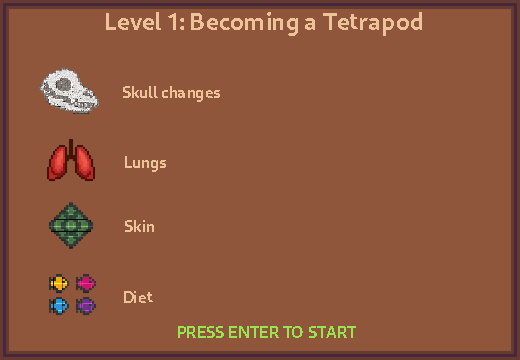 Level 1: Becoming a Tetrapod
Skull changes
Lungs
Skin
Diet
PRESS ENTER TO START